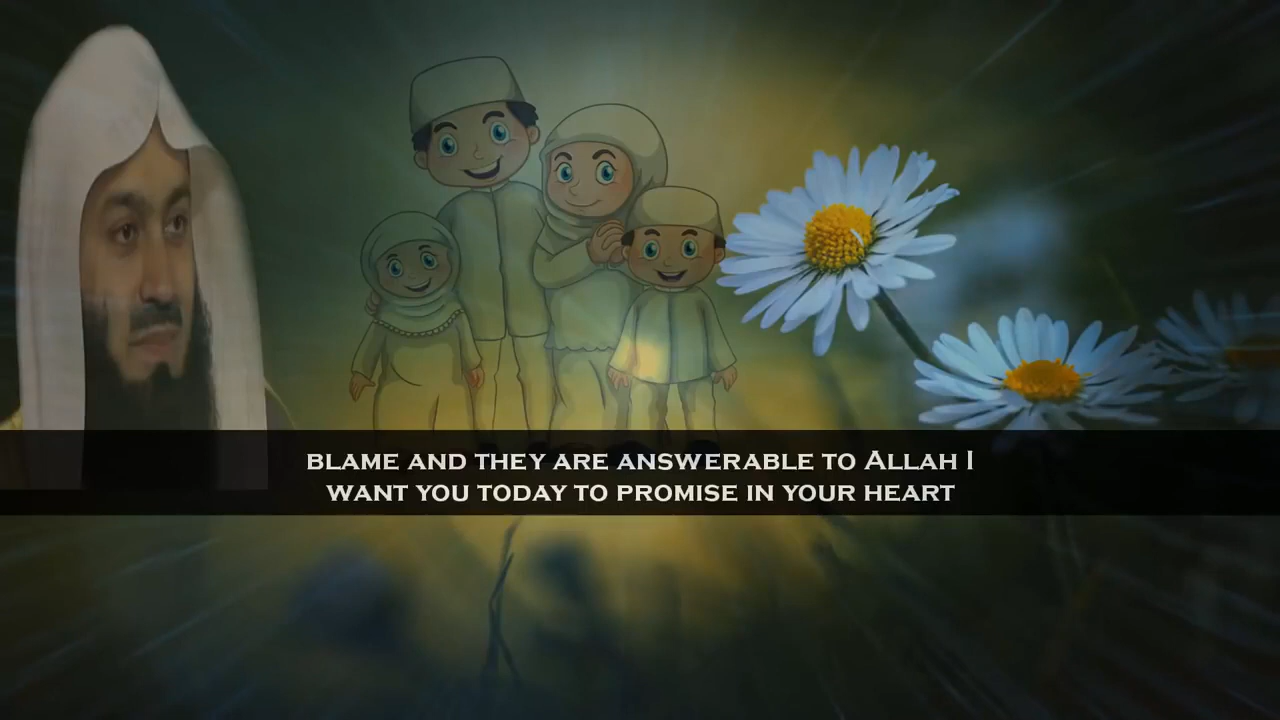 BLAME AND THEY ARE ANSWERABLE TO ALLAH I
WANT YOU TODAY TO PROMISE IN YOUR HEART